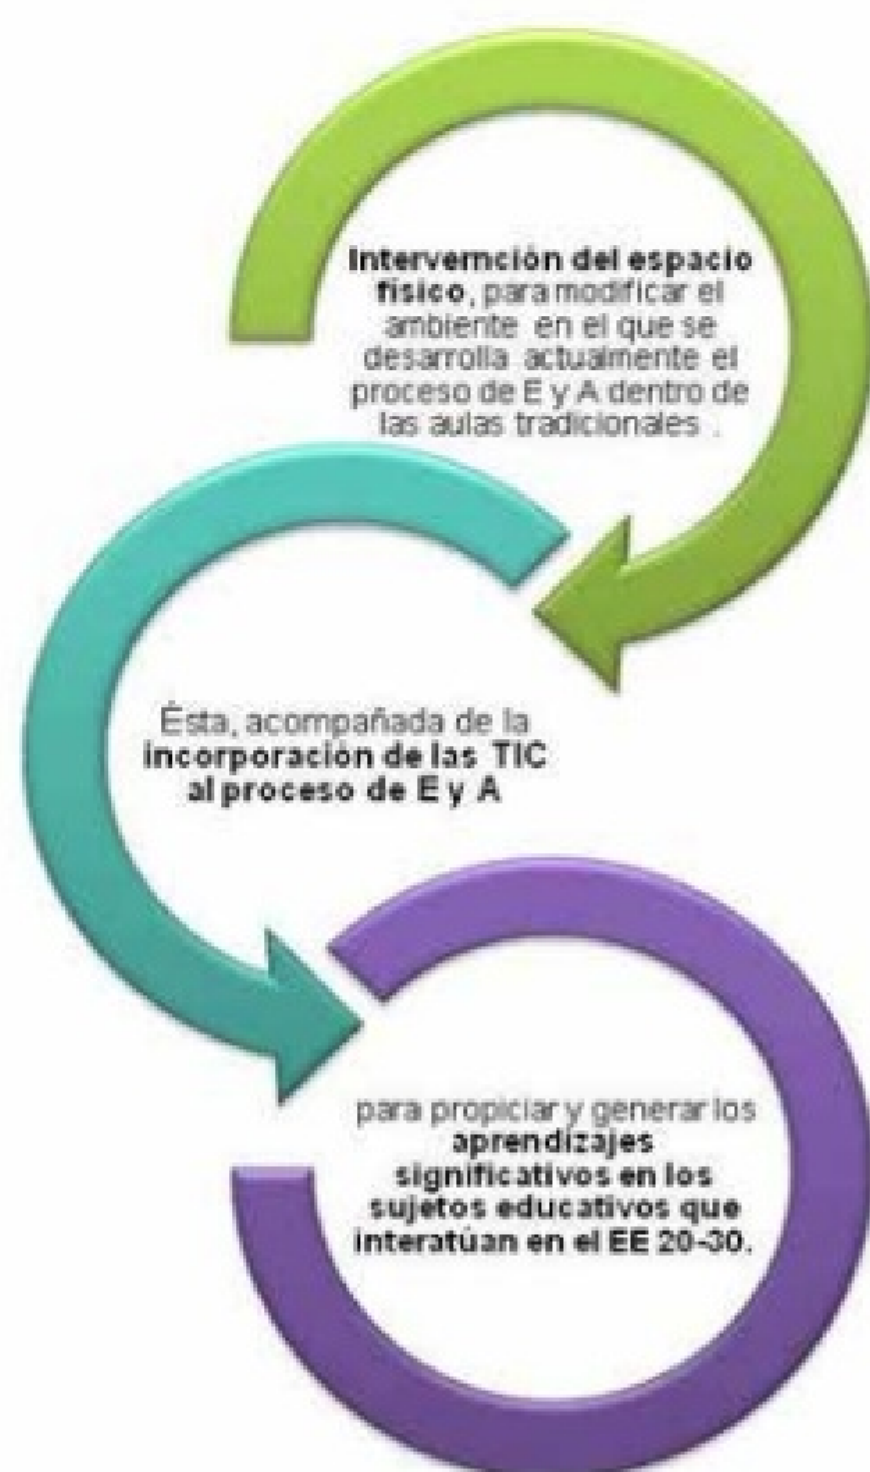 Intervemción del espacio
físico, para modificar el
ambiente en el que se
desarrolla actualmente el
proceso de E y A dentro de
las aulas tradicionales .
Ésta, acompañada de la
incorporación de las TIC
al proceso de E y A
para propiciar y generar los
aprendizajes
significativos en los
sujetos educativos que
interatúan en el EE 20-30.